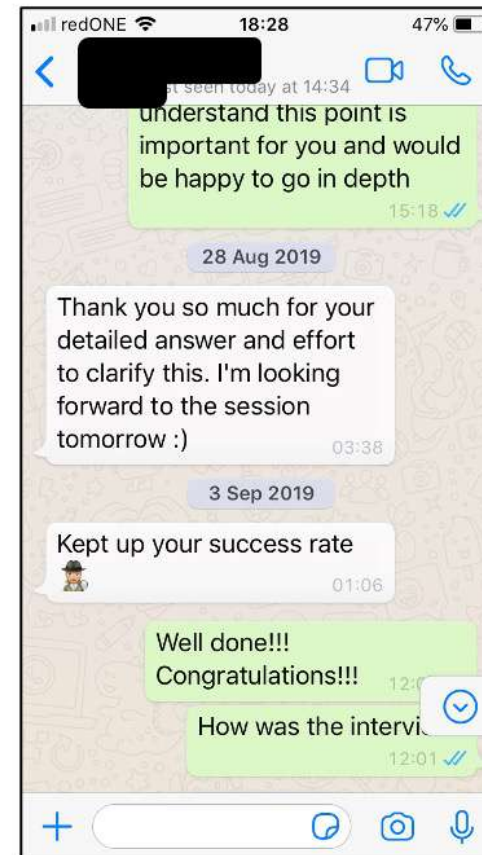 redONE 18:28 47%
seen today at 14:34
understand this point is
important for you and would
be happy to go in depth
15:18
28 Aug 2019
Thank you so much for your
detailed answer and effort
to clarify this. I'm looking
forward to the session
tomorrow :)
03:38
3 Sep 2019
Kept up your success rate
01:06
Well done!!!
Congratulations!!!
How was the
12:01